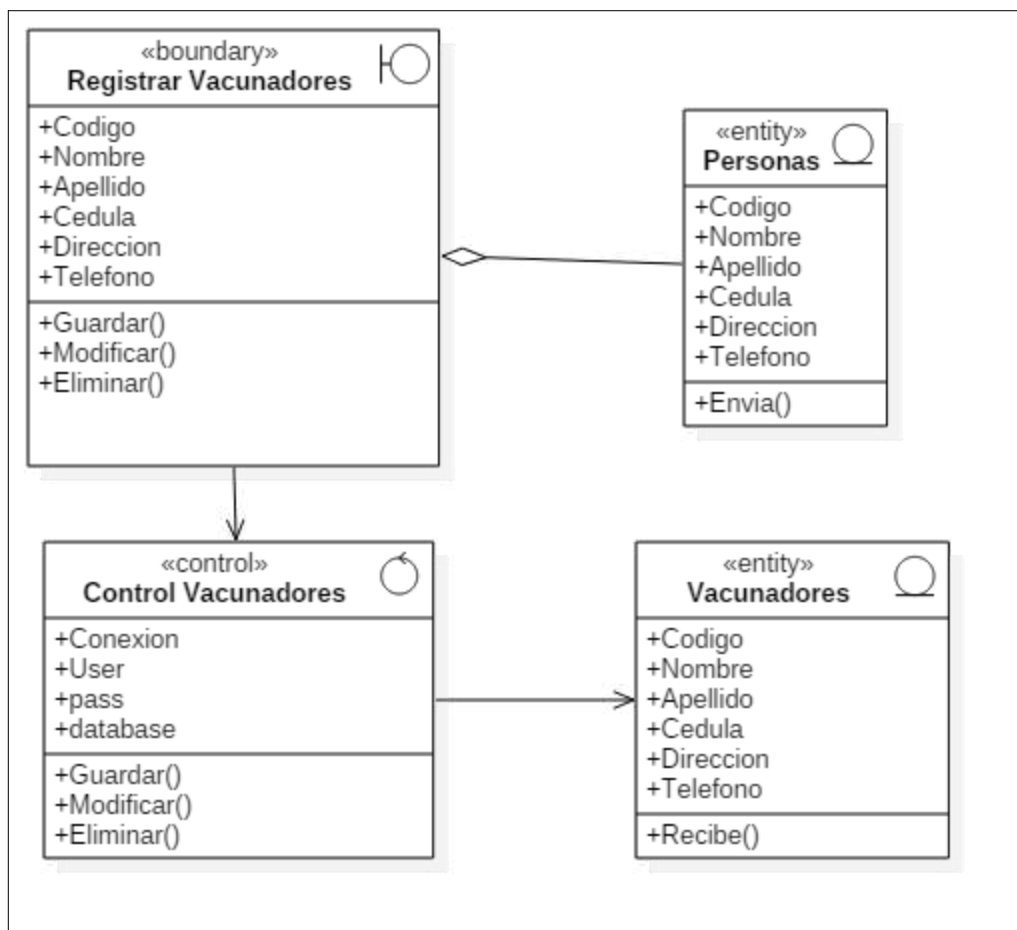 «boundary»
Registrar Vacunadores
+Codigo
+Nombre
+Apellido
+Cedula
+Direccion
+Telefono
+Guardar()
+Modificar()
+Eliminar()
«entity»
Personas
+Codigo
+Nombre
+Apellido
+Cedula
+Direccion
+Telefono
+Envia()
«control»
Control Vacunadores
+Conexion
+User
+pass
+database
+Guardar()
+Modificar()
+Eliminar()
«entity»
Vacunadores
+Codigo
+Nombre
+Apellido
+Cedula
+Direccion
+Telefono
+Recibe()